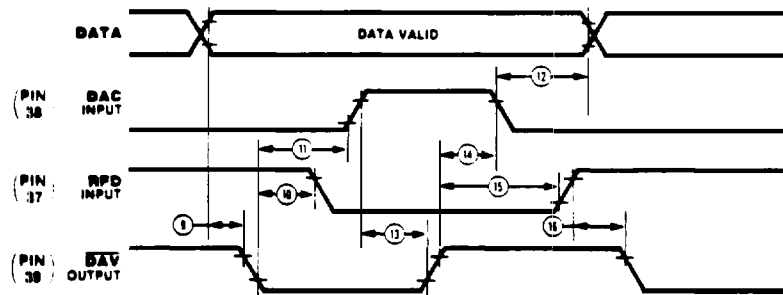 DATA
DATA VALID
12
(PIN 38) DAC INPUT
11
14
(PIN 37) RFD INPUT
10
15
9
13
16
(PIN 39) DAV OUTPUT